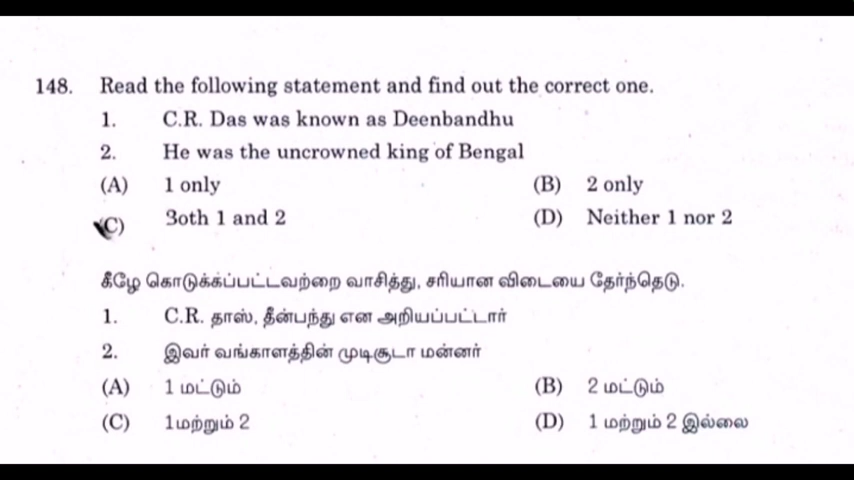 148. Read the following statement and find out the correct one.
1. C.R. Das was known as Deenbandhu
2. He was the uncrowned king of Bengal
(A) 1 only (B) 2 only
(C) 3oth 1 and 2 (D) Neither 1 nor 2
கீழே கொடுக்கப்பட்டவற்றை வாசித்து, சரியான விடையை தேர்ந்தெடு.
1. C.R. தாஸ், தீன்பந்து என அறியப்பட்டார்
2. இவர் வங்காளத்தின் முடிசூடா மன்னர்
(A) 1 மட்டும் (B) 2 மட்டும்
(C) 1மற்றும் 2 (D) 1 மற்றும் 2 இல்லை